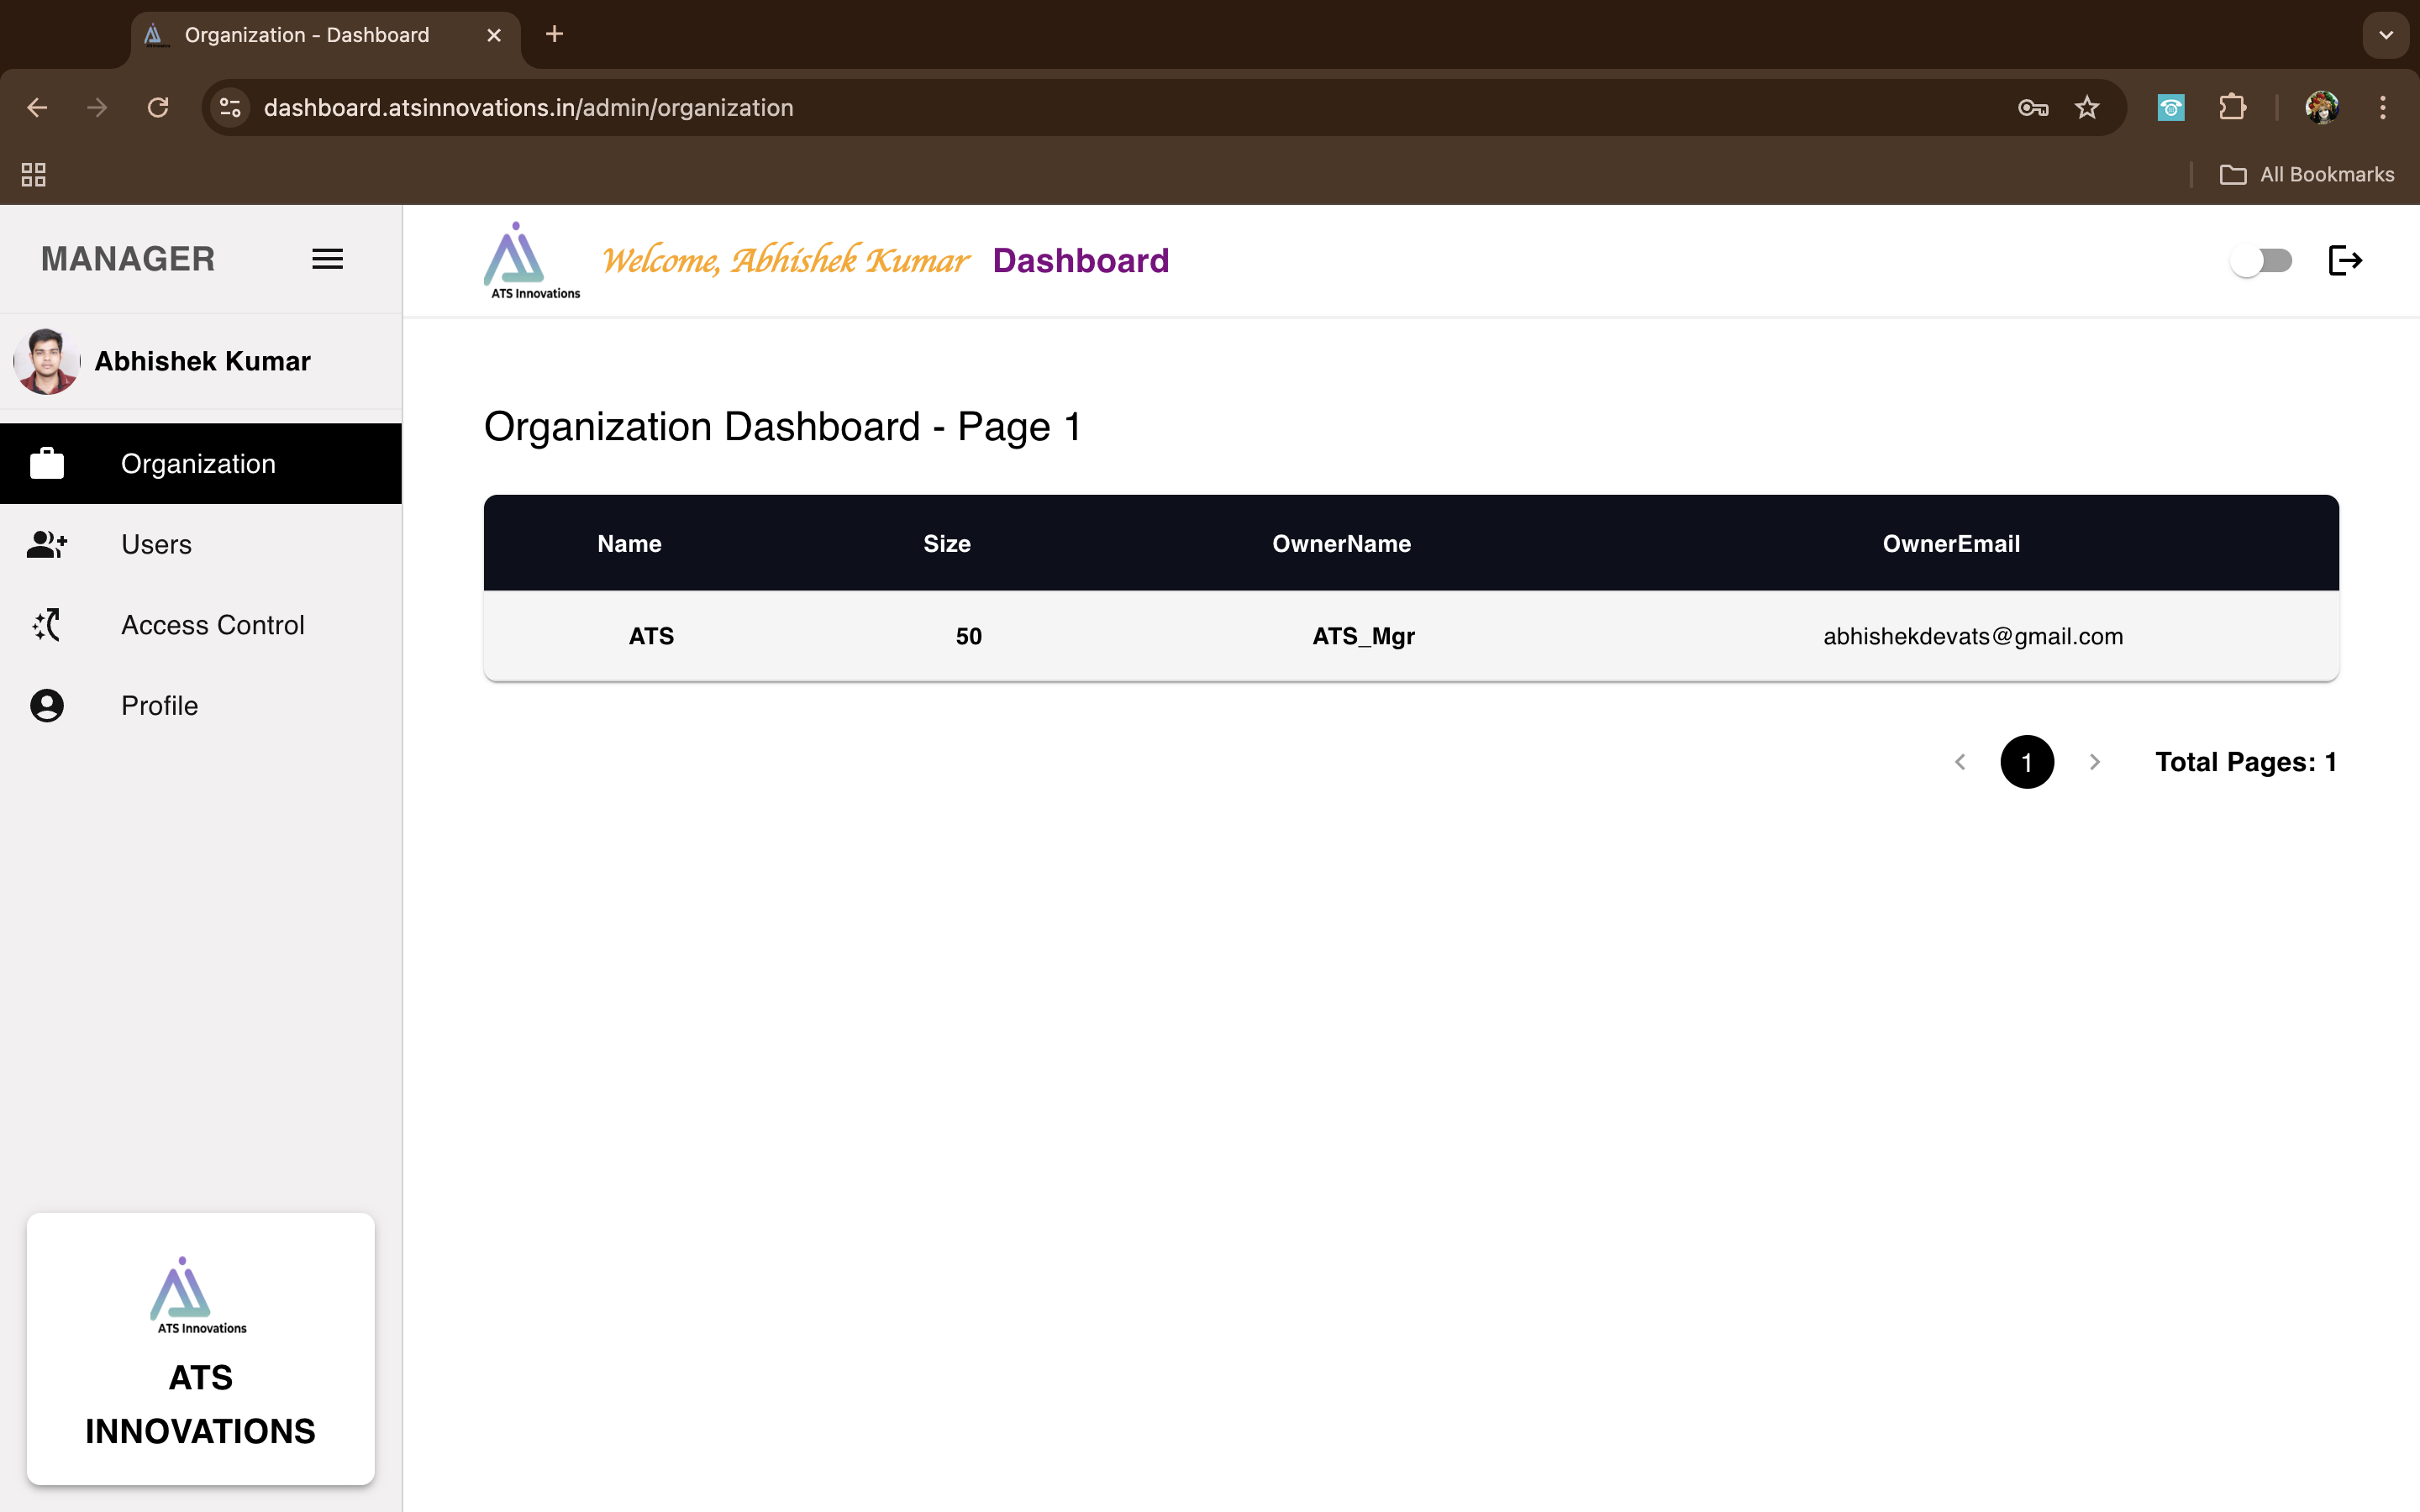 Organization - Dashboard
dashboard.atsinnovations.in/admin/organization
All Bookmarks
MANAGER
ATS Innovations
Welcome, Abhishek Kumar Dashboard
Abhishek Kumar
Organization
Users
Access Control
Profile
Organization Dashboard - Page 1
Name Size OwnerName OwnerEmail
ATS 50 ATS_Mgr abhishekdevats@gmail.com
1 Total Pages: 1
ATS Innovations
ATS
INNOVATIONS